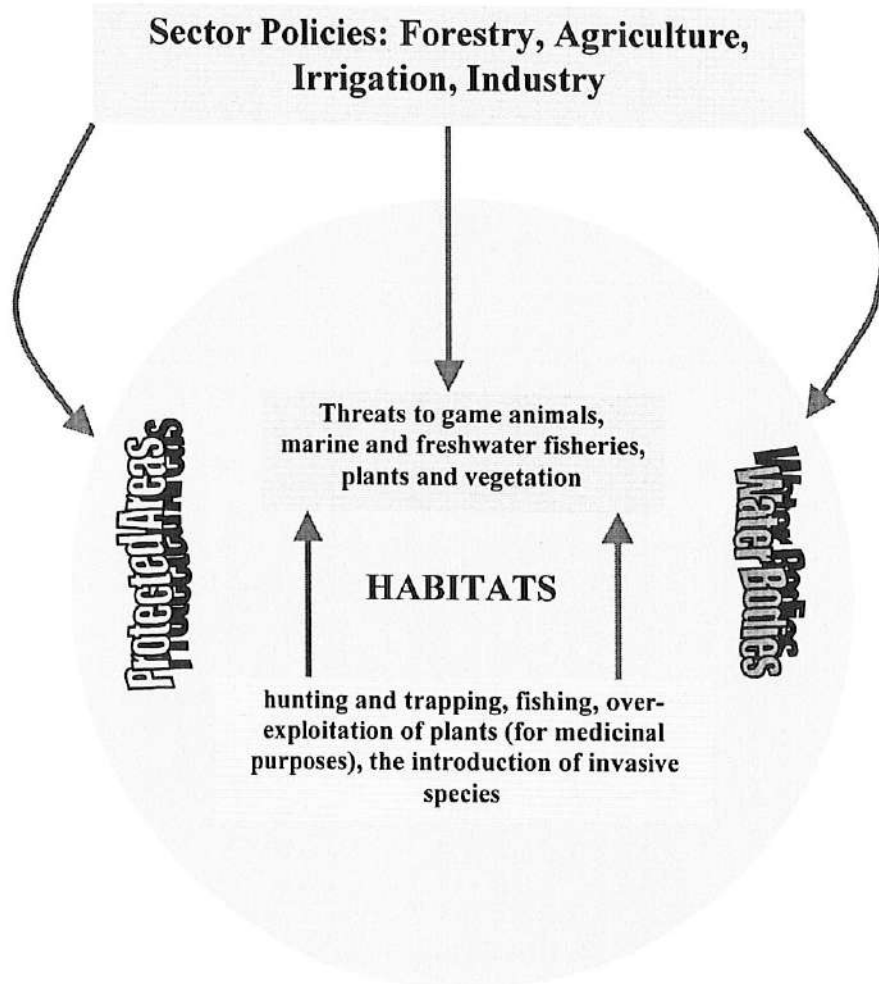 Sector Policies: Forestry, Agriculture,
Irrigation, Industry
Threats to game animals,
marine and freshwater fisheries,
plants and vegetation
Protected Areas
Water Bodies
HABITATS
hunting and trapping, fishing, over-
exploitation of plants (for medicinal
purposes), the introduction of invasive
species